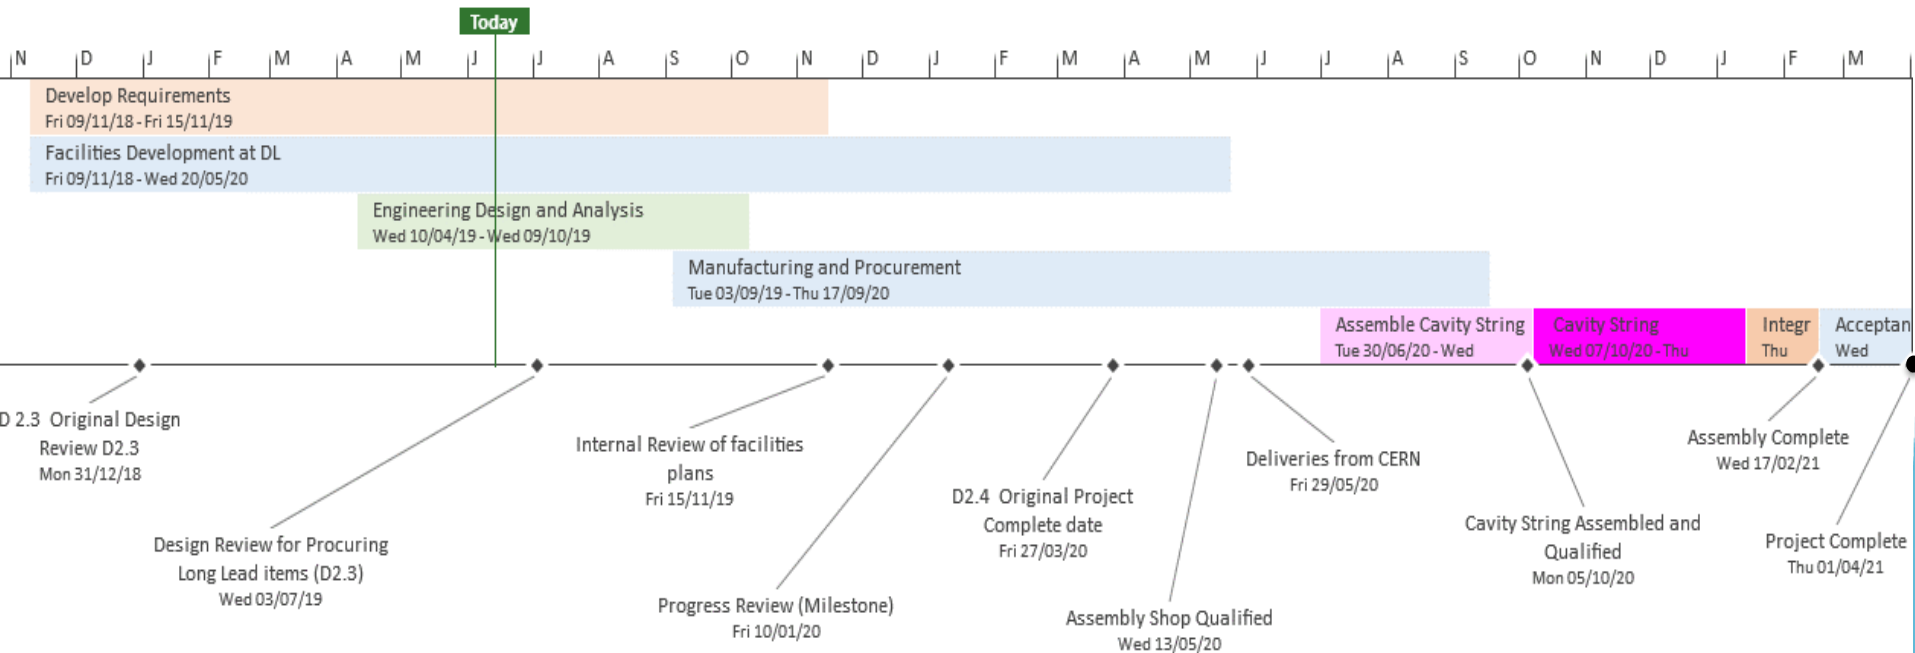 Today
N D J F M A M J J A S O N D J F M A M J J A S O N D J F M
Develop Requirements
Fri 09/11/18 - Fri 15/11/19
Facilities Development at DL
Fri 09/11/18 - Wed 20/05/20
Engineering Design and Analysis
Wed 10/04/19 - Wed 09/10/19
Manufacturing and Procurement
Tue 03/09/19 - Thu 17/09/20
Assemble Cavity String
Tue 30/06/20 - Wed
Cavity String
Wed 07/10/20 - Thu
Integr
Thu
Acceptan
Wed
D 2.3 Original Design
Review D2.3
Mon 31/12/18
Design Review for Procuring
Long Lead items (D2.3)
Wed 03/07/19
Internal Review of facilities
plans
Fri 15/11/19
Progress Review (Milestone)
Fri 10/01/20
D2.4 Original Project
Complete date
Fri 27/03/20
Assembly Shop Qualified
Wed 13/05/20
Deliveries from CERN
Fri 29/05/20
Cavity String Assembled and
Qualified
Mon 05/10/20
Assembly Complete
Wed 17/02/21
Project Complete
Thu 01/04/21